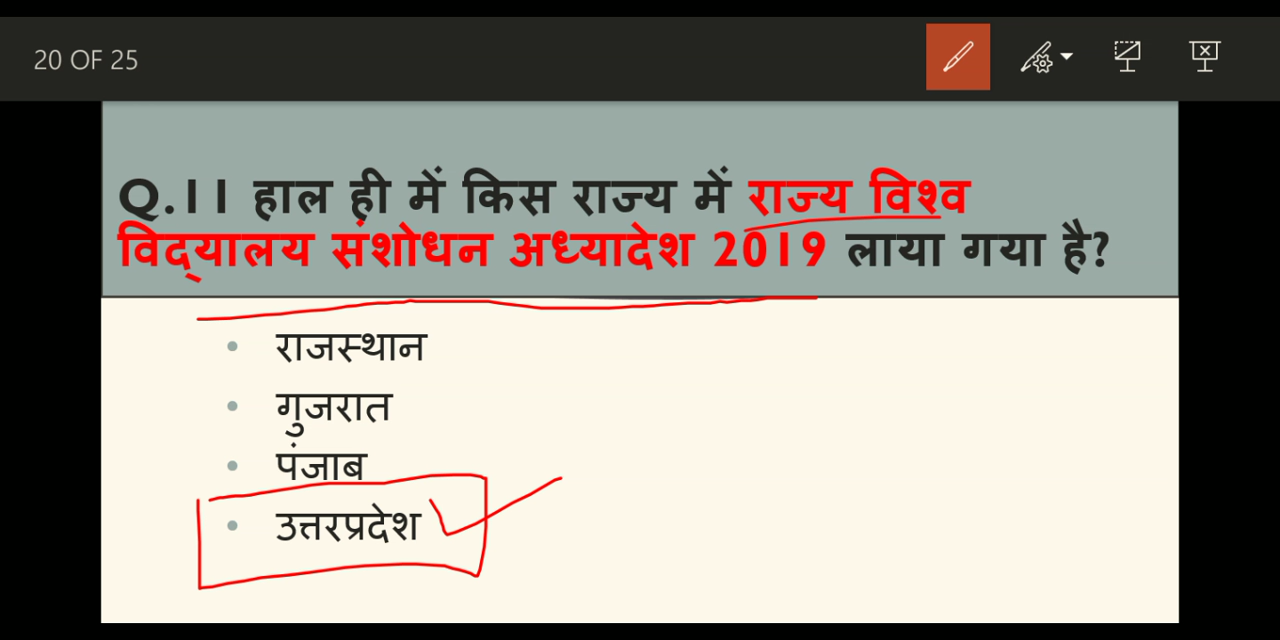 20 OF 25
Q.11 हाल ही में किस राज्य में राज्य विश्व
विद्यालय संशोधन अध्यादेश 2019 लाया गया है?
• राजस्थान
• गुजरात
• पंजाब
• उत्तरप्रदेश